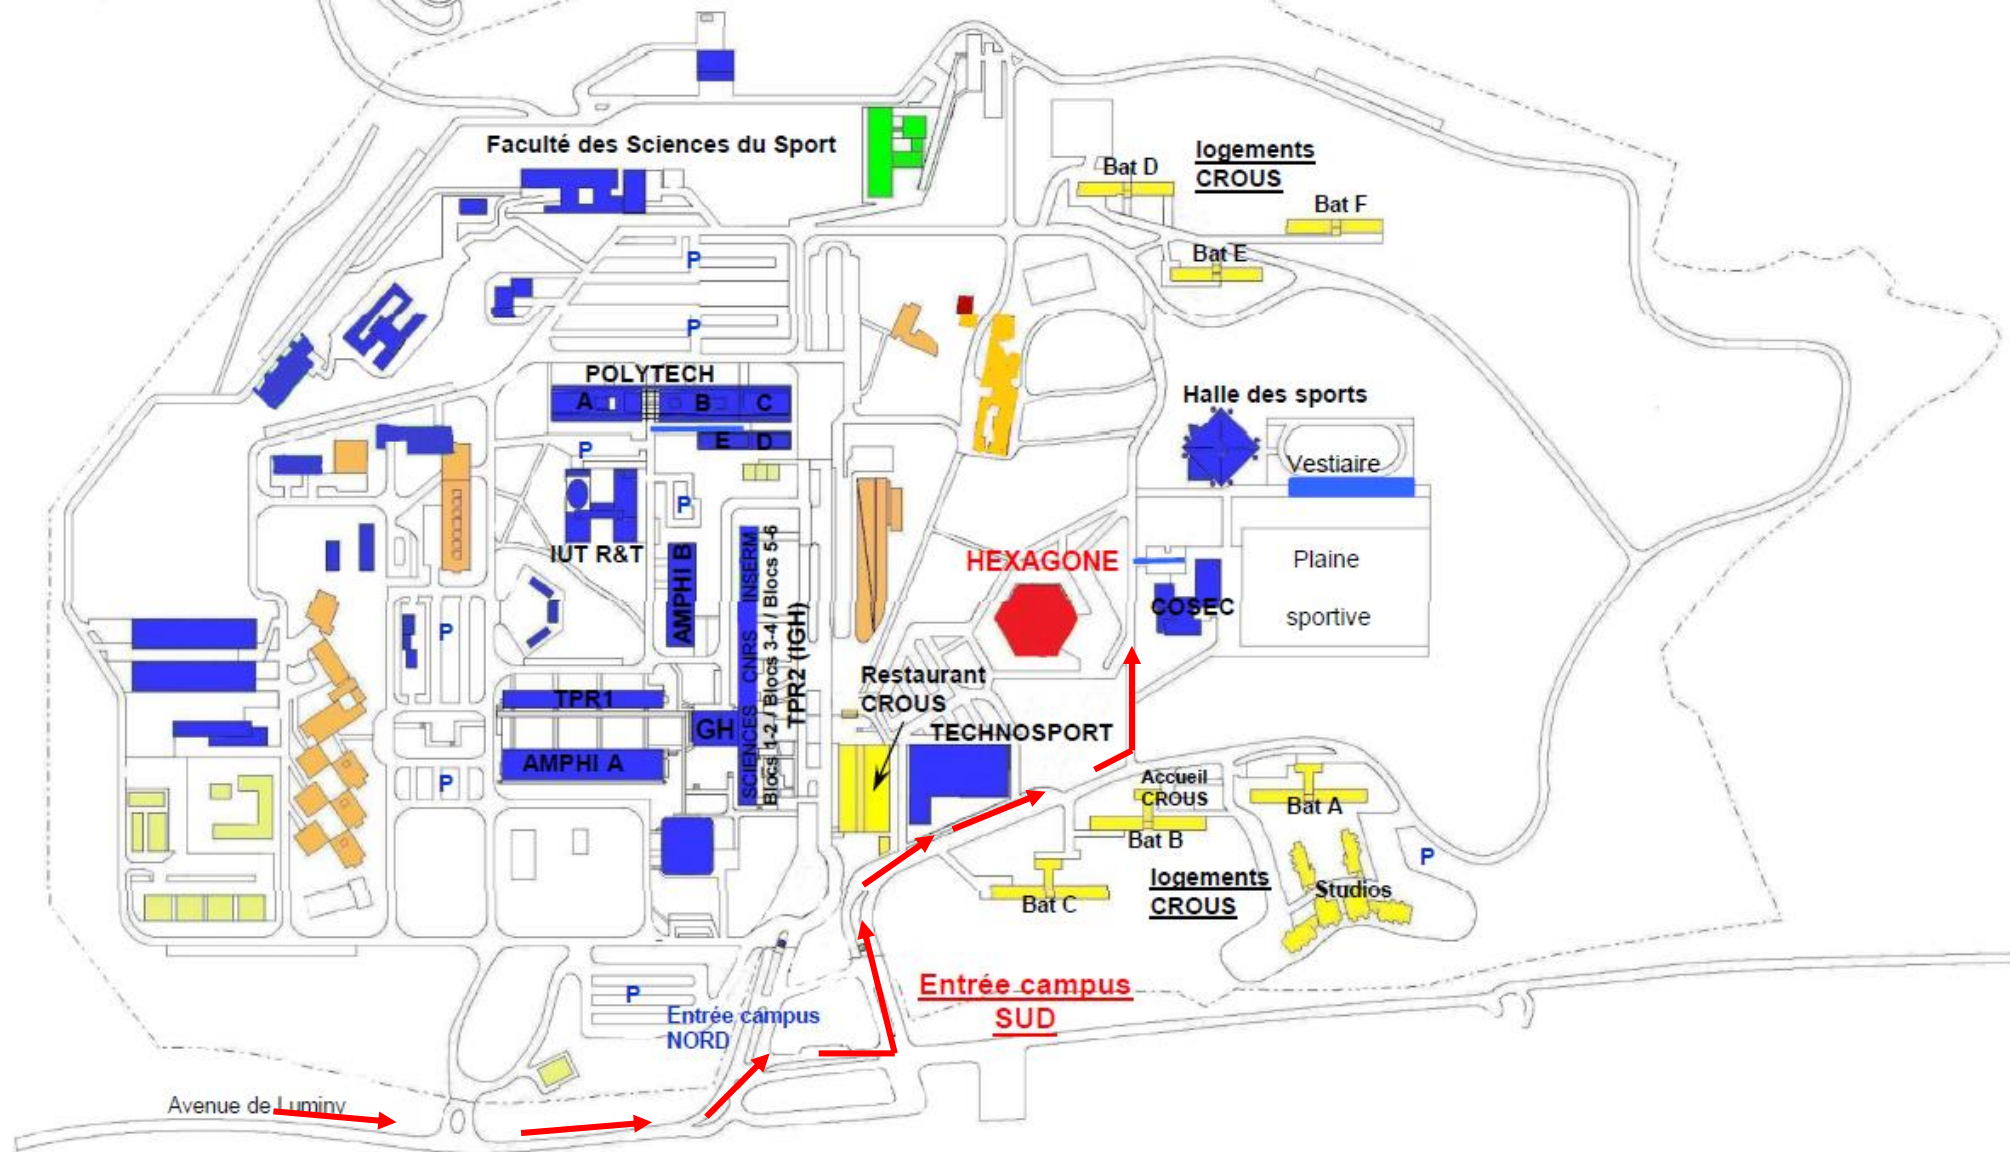 Faculté des Sciences du Sport
logements
CROUS
Bat D
Bat F
Bat E
P
P
POLYTECH
A
B
C
E
D
P
Halle des sports
Vestiaire
P
IUT R&T
AMPHI B
SCIENCES CNRS INSERM
Blocs 1-2 / Blocs 3-4 / Blocs 5-6
TPR2 (IGH)
HEXAGONE
COSEC
Plaine
sportive
P
Restaurant
CROUS
TPR1
GH
TECHNOSPORT
AMPHI A
P
Accueil
CROUS
Bat A
Bat B
P
logements
CROUS
Studios
Bat C
Entrée campus
SUD
P
Entrée campus
NORD
Avenue de Luminy